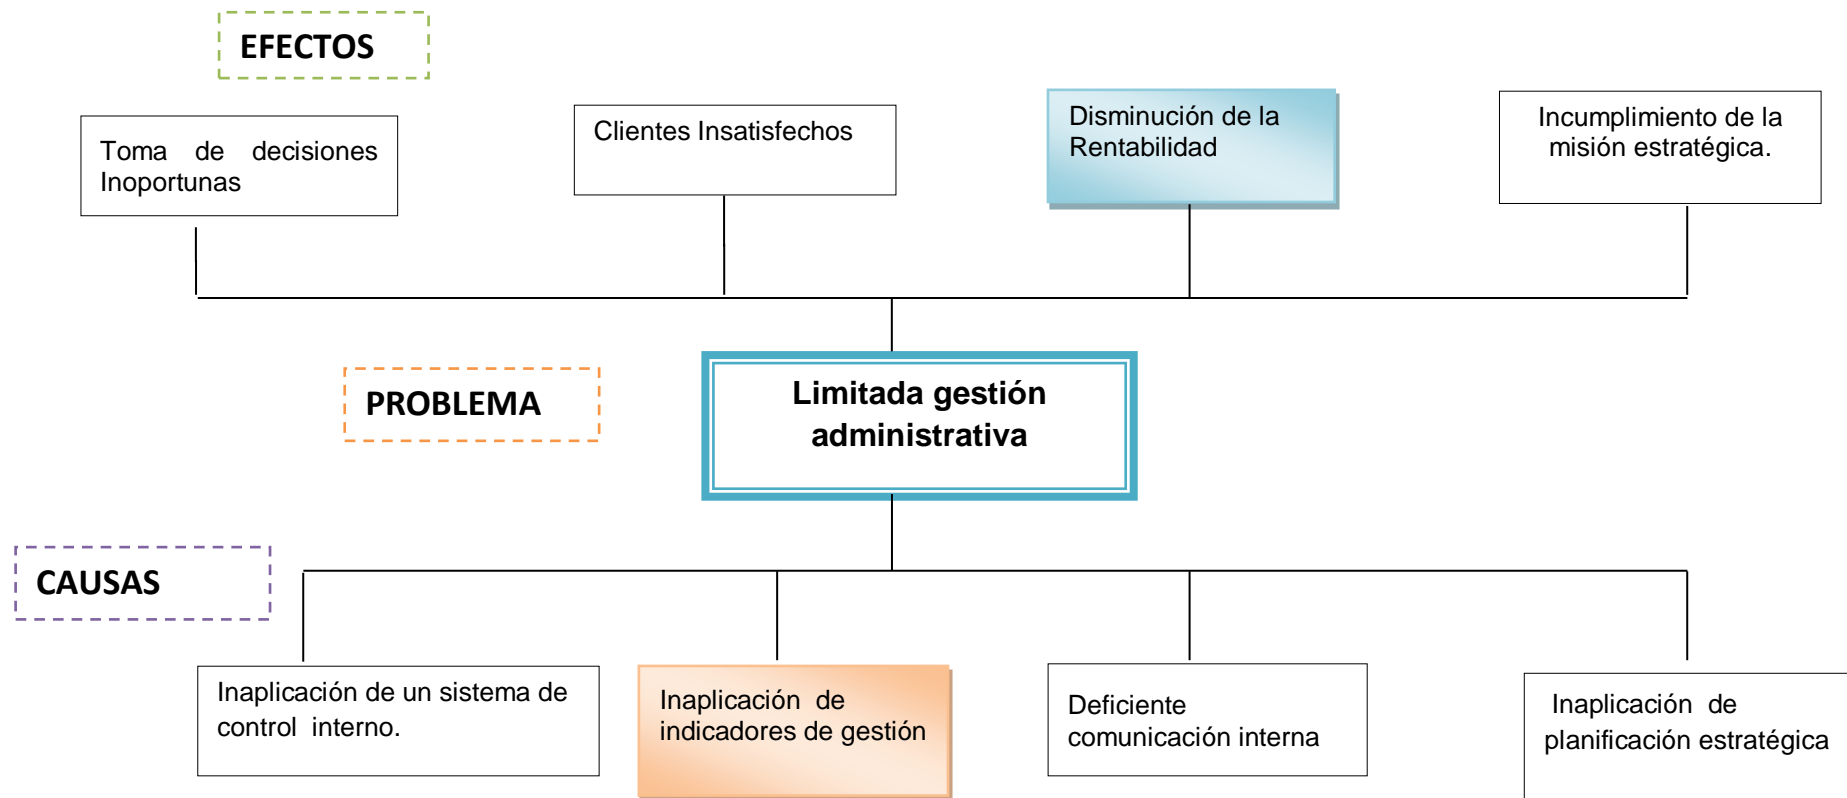 EFECTOS
Toma de decisiones
Inoportunas
Clientes Insatisfechos
Disminución de la
Rentabilidad
Incumplimiento de la
misión estratégica.
PROBLEMA
Limitada gestión
administrativa
CAUSAS
Inaplicación de un sistema de
control interno.
Inaplicación de
indicadores de gestión
Deficiente
comunicación interna
Inaplicación de
planificación estratégica